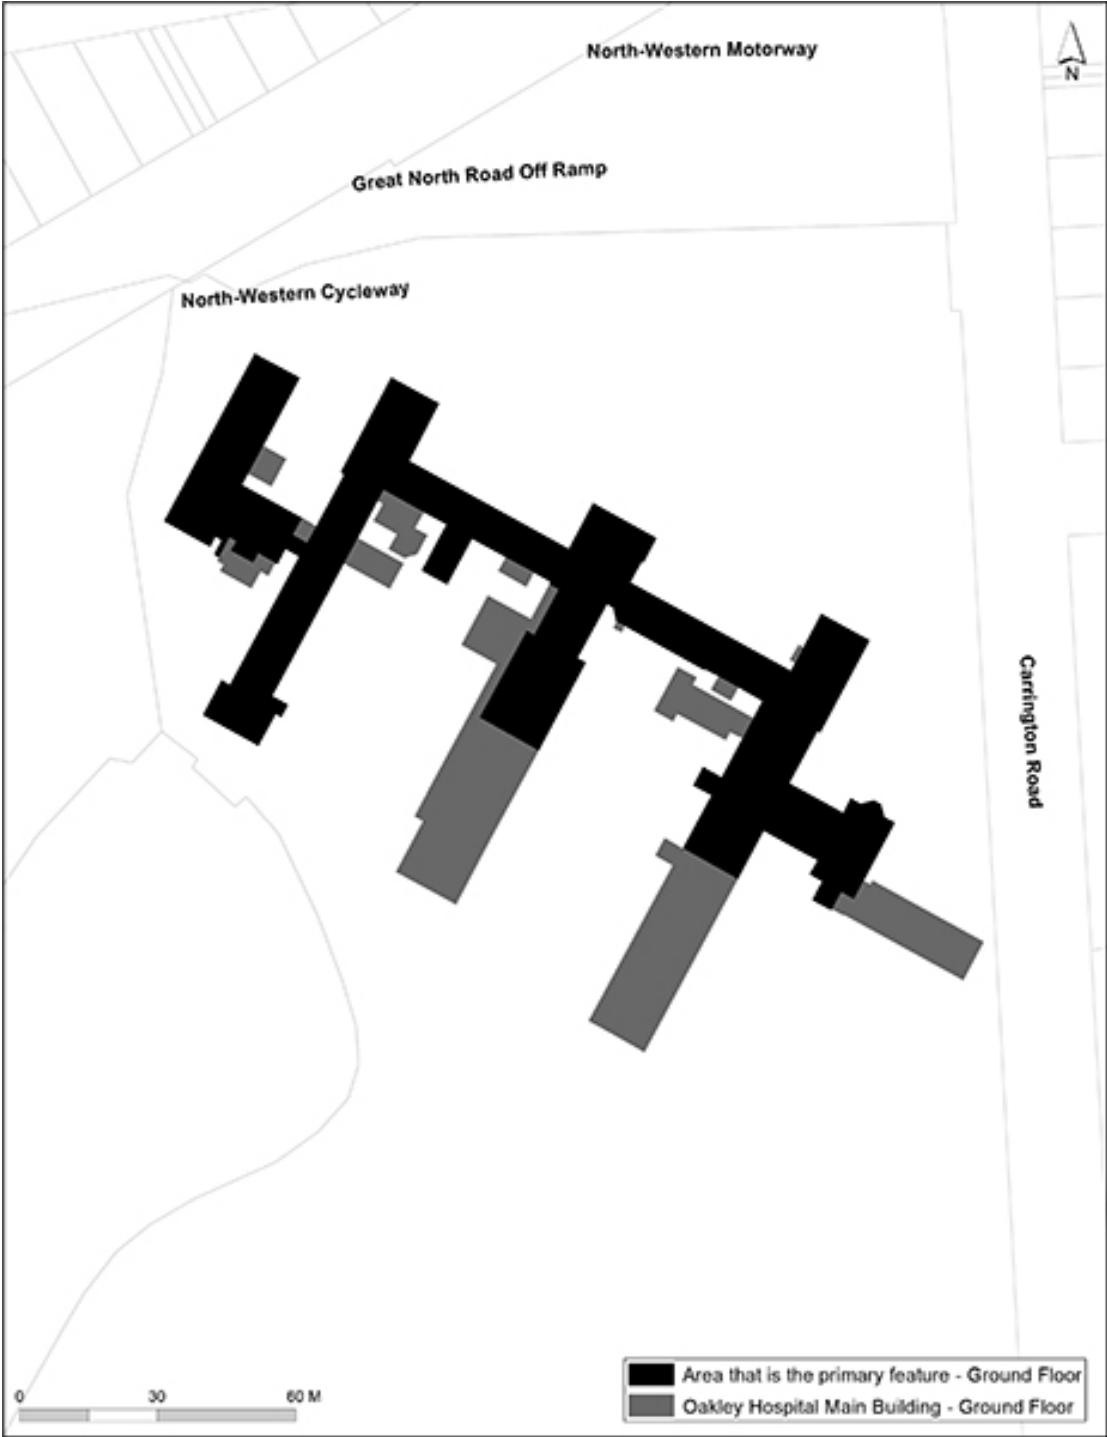 North-Western Motorway
N
Great North Road Off Ramp
North-Western Cycleway
Carrington Road
Area that is the primary feature - Ground Floor
Oakley Hospital Main Building - Ground Floor
0 30 60 M